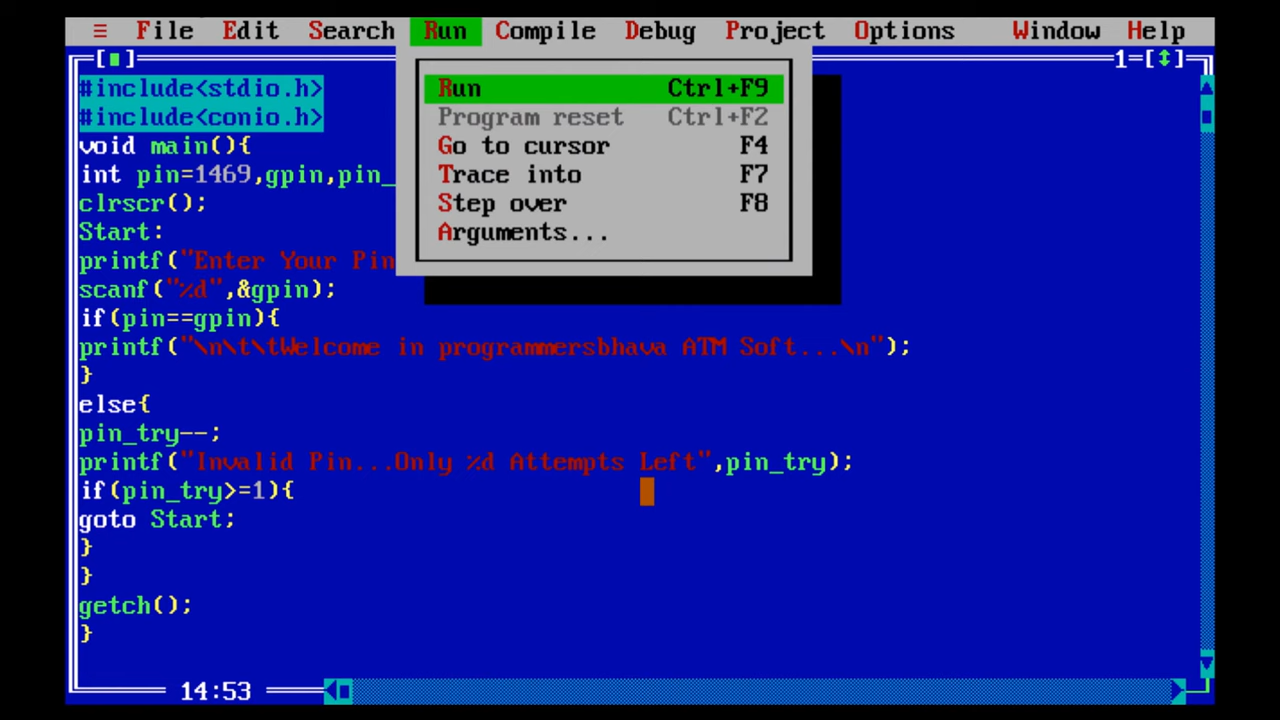 ≡ File Edit Search Run Compile Debug Project Options Window Help
[■] 1=[↕]
Run Ctrl+F9
Program reset Ctrl+F2
Go to cursor F4
Trace into F7
Step over F8
Arguments...
#include<stdio.h>
#include<conio.h>
void main(){
int pin=1469,gpin,pin_
clrscr();
Start:
printf("Enter Your Pin
scanf("%d",&gpin);
if(pin==gpin){
printf("\n\t\tWelcome in programmersbhava ATM Soft...\n");
}
else{
pin_try--;
printf("Invalid Pin...Only %d Attempts Left",pin_try);
if(pin_try>=1){
goto Start;
}
}
getch();
}
14:53